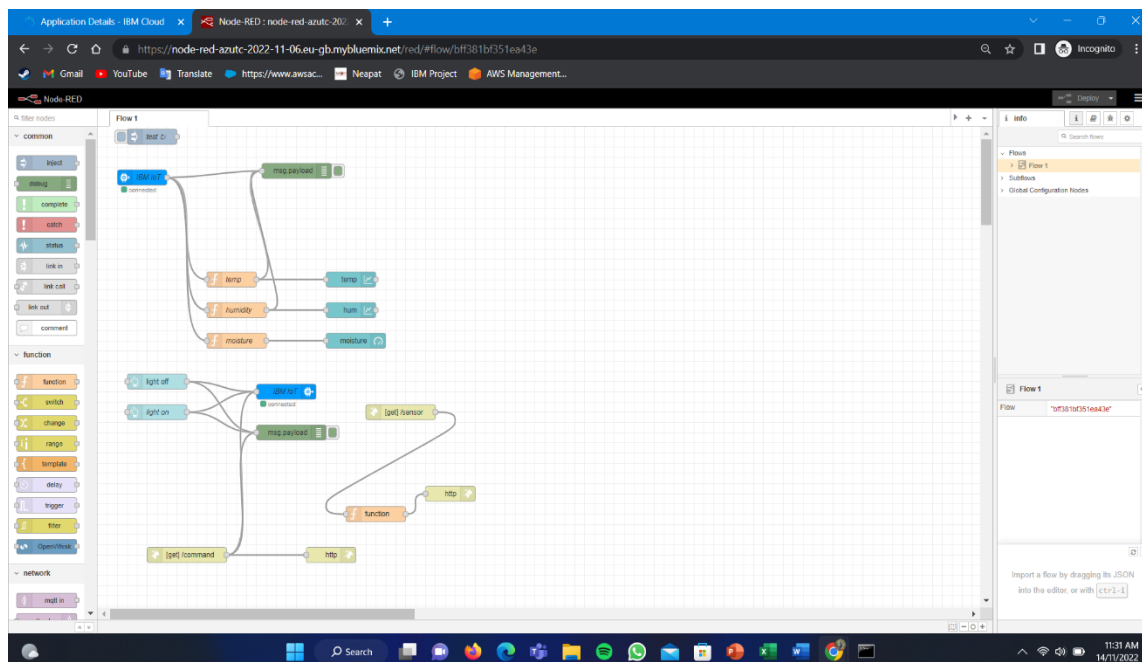 Application Details - IBM Cloud
Node-RED : node-red-azutc-202
https://node-red-azutc-2022-11-06.eu-gb.mybluemix.net/red/#flow/bff381bf351ea43e
Incognito
Gmail YouTube Translate https://www.awsac... Neapat IBM Project AWS Management...
Node-RED
Deploy
filter nodes
Flow 1
info
Search flows
common
inject
debug
complete
catch
status
link in
link call
link out
comment
function
function
switch
change
range
template
delay
trigger
filter
OpenWhisk
network
mqtt in
IBM IoT
connected
msg.payload
temp
temp
humidity
hum
moisture
moisture
light off
light on
IBM IoT
connected
msg.payload
[get] /sensor
http
function
[get] /command
http
Flows
Flow 1
Subflows
Global Configuration Nodes
Flow 1
Flow "bff381bf351ea43e"
Import a flow by dragging its JSON
into the editor, or with ctrl-i
Search
11:31 AM
14/11/2022